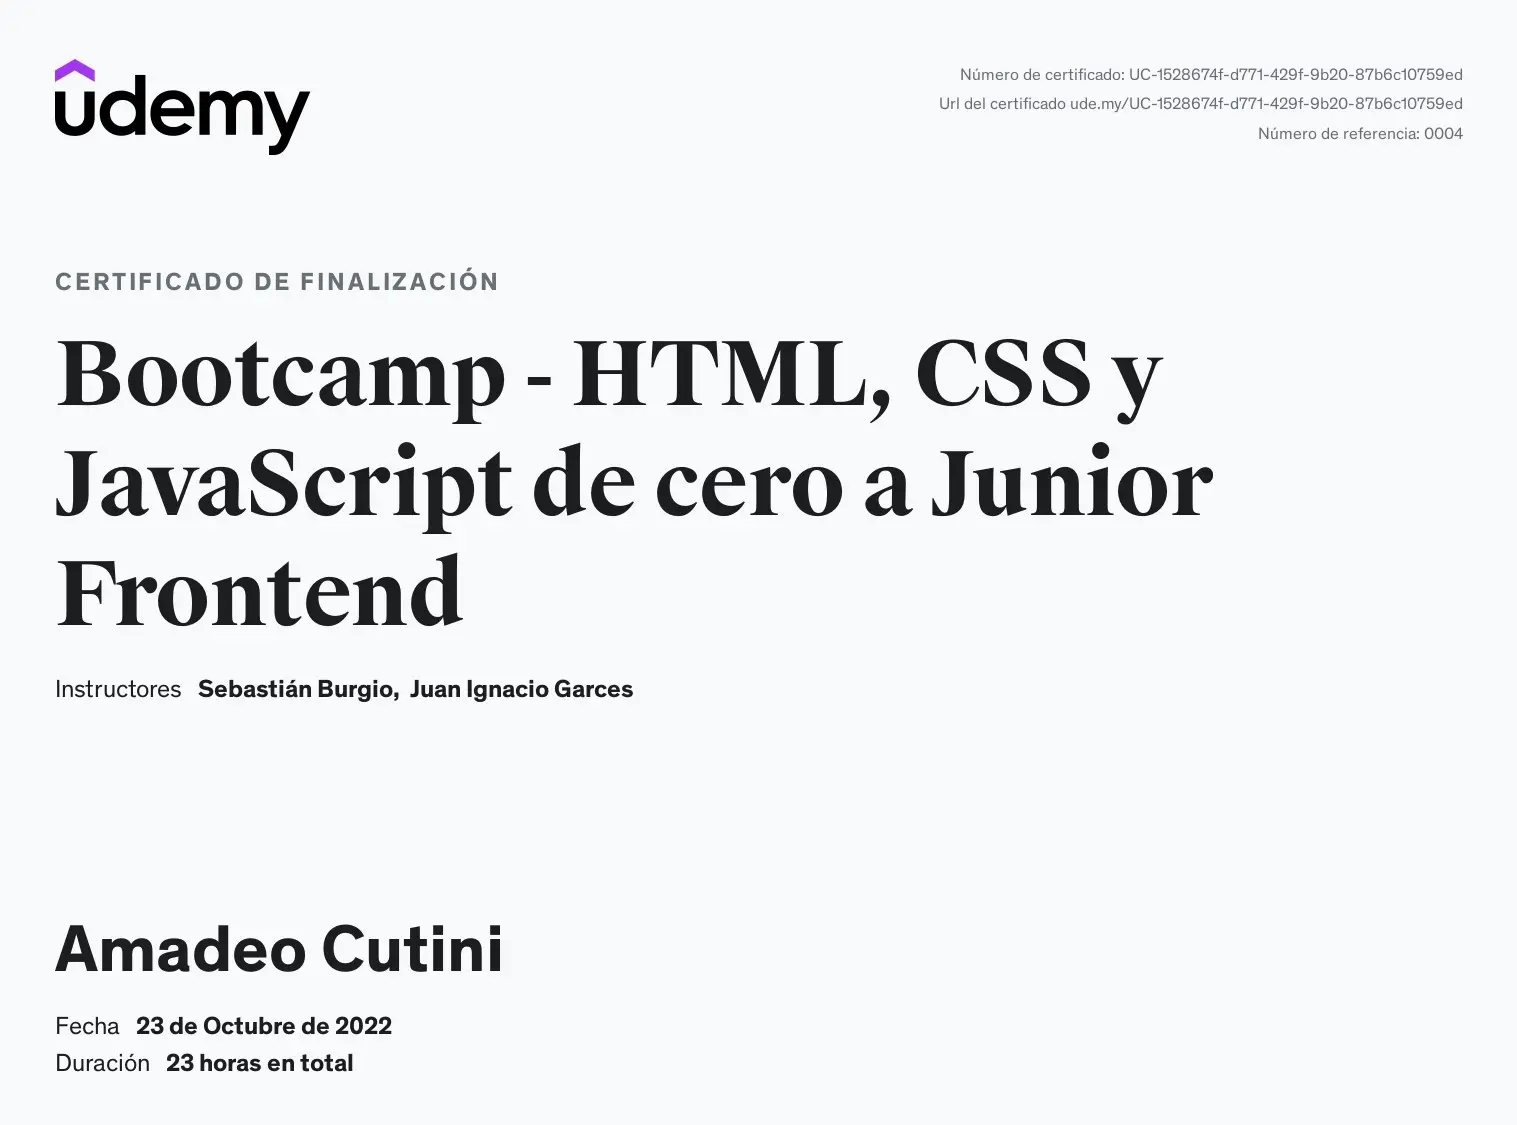 udemy
Número de certificado: UC-1528674f-d771-429f-9b20-87b6c10759ed
Url del certificado ude.my/UC-1528674f-d771-429f-9b20-87b6c10759ed
Número de referencia: 0004
CERTIFICADO DE FINALIZACIÓN
Bootcamp - HTML, CSS y
JavaScript de cero a Junior
Frontend
Instructores Sebastián Burgio, Juan Ignacio Garces
Amadeo Cutini
Fecha 23 de Octubre de 2022
Duración 23 horas en total